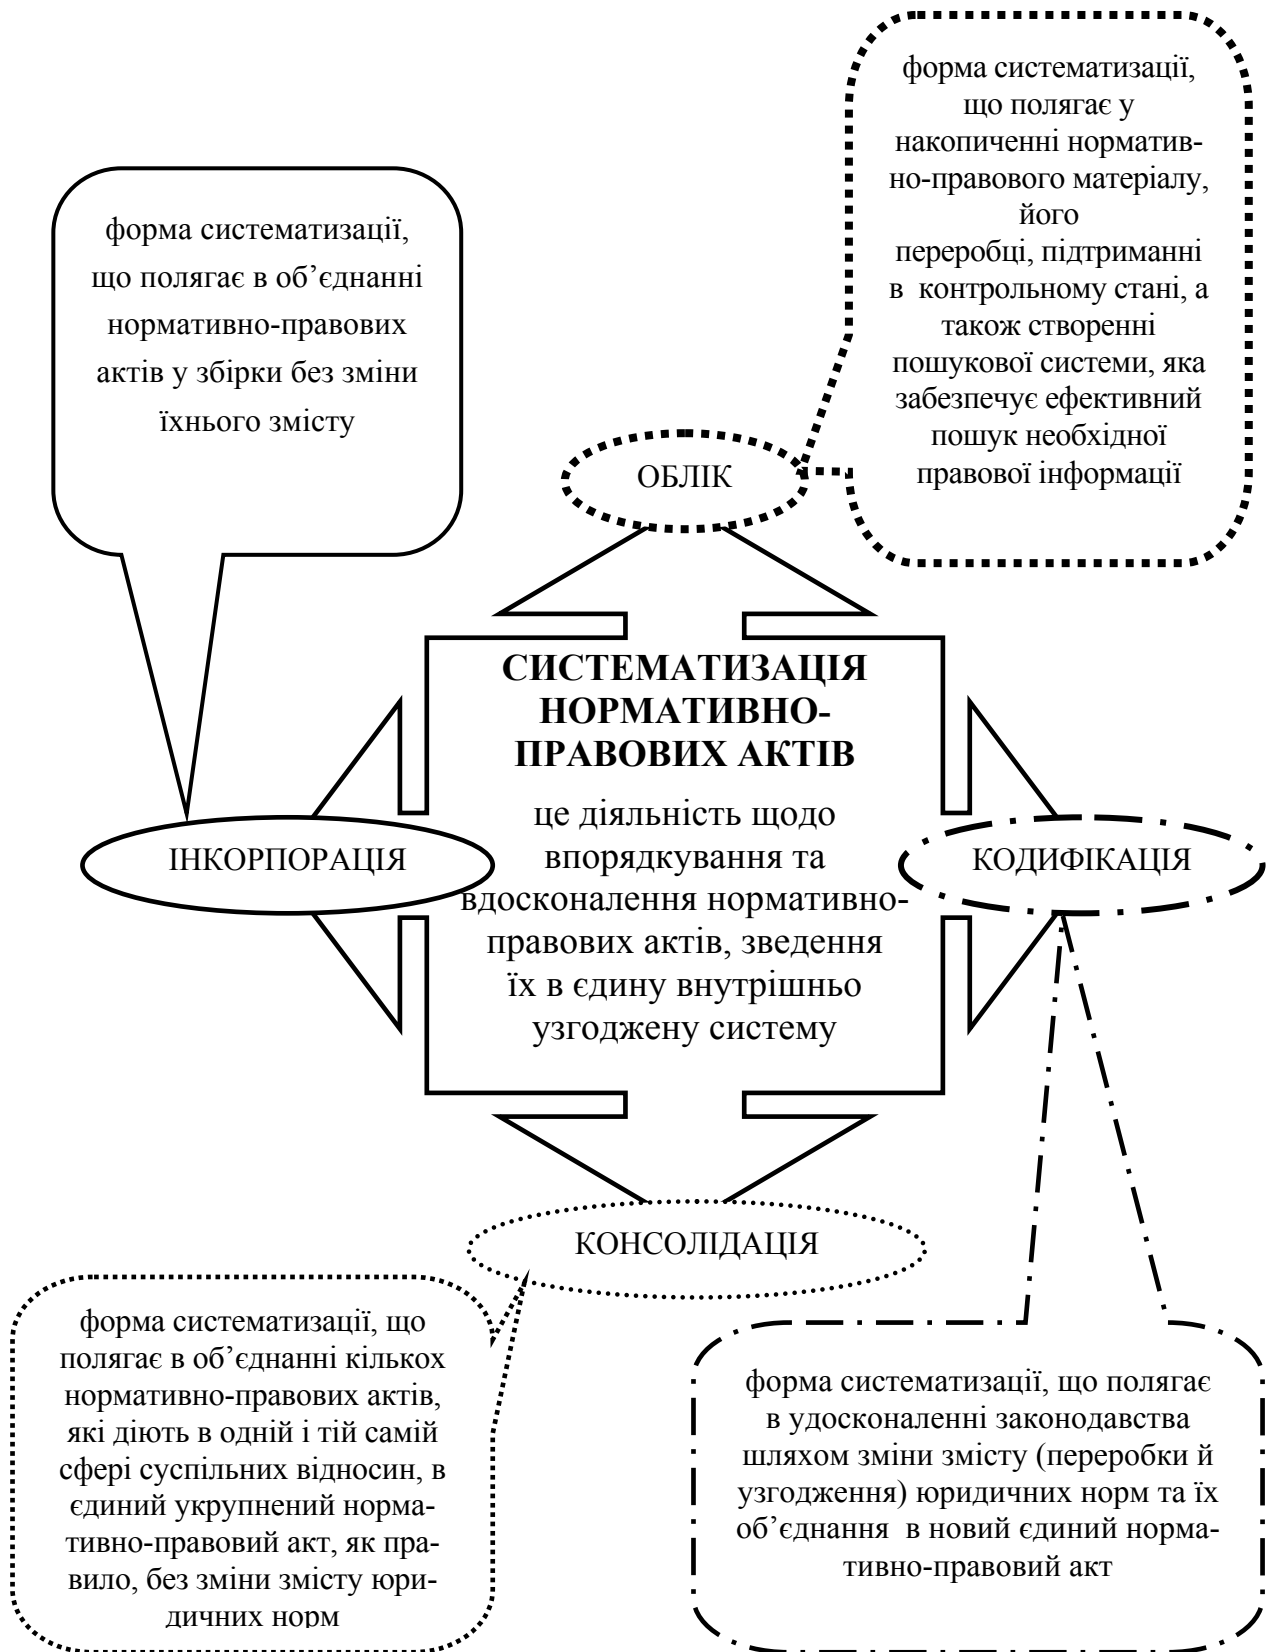 форма систематизації,
що полягає у
накопиченні норматив-
но-правового матеріалу,
його
переробці, підтриманні
в контрольному стані, а
також створенні
пошукової системи, яка
забезпечує ефективний
пошук необхідної
правової інформації
форма систематизації,
що полягає в об’єднанні
нормативно-правових
актів у збірки без зміни
їхнього змісту
ОБЛІК
СИСТЕМАТИЗАЦІЯ
НОРМАТИВНО-
ПРАВОВИХ АКТІВ
це діяльність щодо
впорядкування та
вдосконалення нормативно-
правових актів, зведення
їх в єдину внутрішньо
узгоджену систему
ІНКОРПОРАЦІЯ
КОДИФІКАЦІЯ
КОНСОЛІДАЦІЯ
форма систематизації, що
полягає в об’єднанні кількох
нормативно-правових актів,
які діють в одній і тій самій
сфері суспільних відносин, в
єдиний укрупнений норма-
тивно-правовий акт, як пра-
вило, без зміни змісту юри-
дичних норм
форма систематизації, що полягає
в удосконаленні законодавства
шляхом зміни змісту (переробки й
узгодження) юридичних норм та їх
об’єднання в новий єдиний норма-
тивно-правовий акт